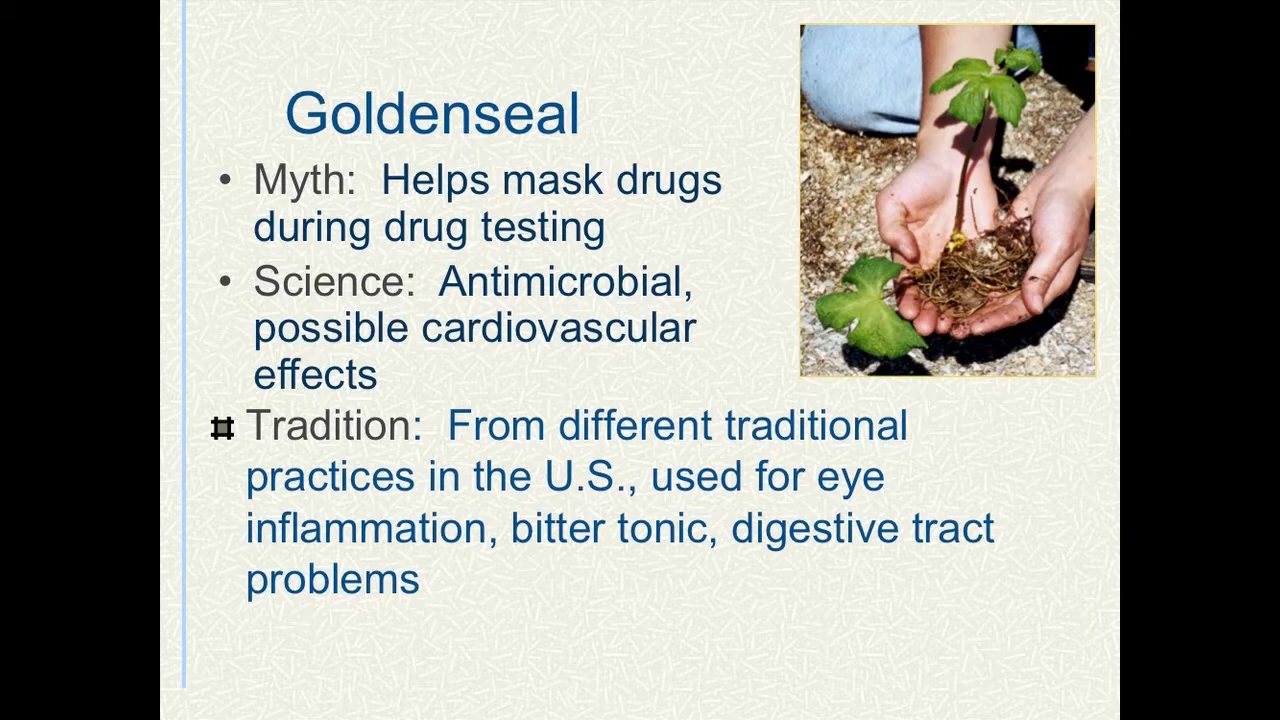 Goldenseal
• Myth:  Helps mask drugs
during drug testing
• Science:  Antimicrobial,
possible cardiovascular
effects
Tradition:  From different traditional
practices in the U.S., used for eye
inflammation, bitter tonic, digestive tract
problems